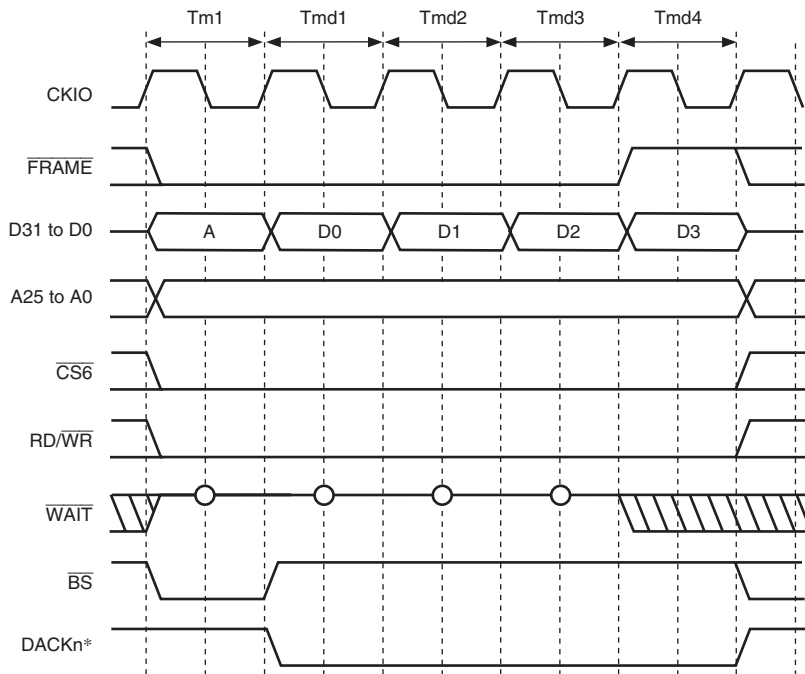 Tm1 Tmd1 Tmd2 Tmd3 Tmd4
CKIO
FRAME
D31 to D0 A D0 D1 D2 D3
A25 to A0
CS6
RD/WR
WAIT
BS
DACKn*